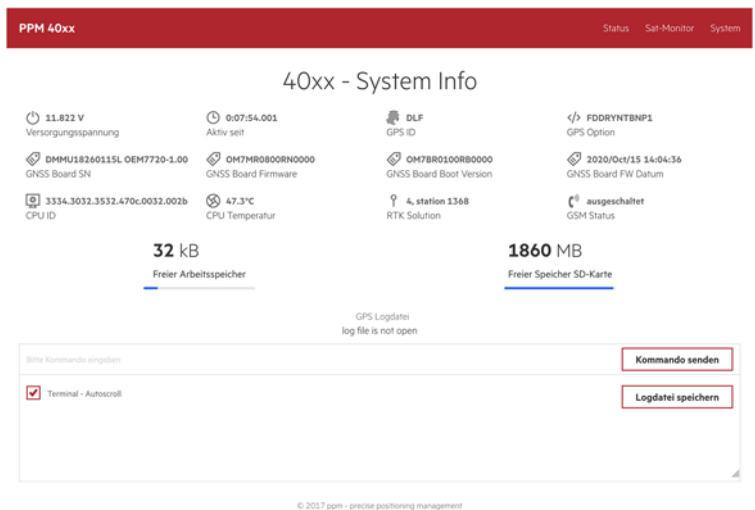 PPM 40xx
Status Sat-Monitor System
40xx - System Info
11.822 V
Versorgungsspannung
0:07:54.001
Aktiv seit
DLF
GPS ID
FDDRYNTBNP1
GPS Option
DMMU18260115L OEM7720-1.00
GNSS Board SN
OM7MR0800RN0000
GNSS Board Firmware
OM7BR0100RB0000
GNSS Board Boot Version
2020/Oct/15 14:04:36
GNSS Board FW Datum
3334.3032.3532.470c.0032.002b
CPU ID
47.3°C
CPU Temperatur
4, station 1368
RTK Solution
ausgeschaltet
GSM Status
32 kB
Freier Arbeitsspeicher
1860 MB
Freier Speicher SD-Karte
GPS Logdatei
log file is not open
Bitte Kommando eingeben
Kommando senden
Terminal - Autoscroll
Logdatei speichern
© 2017 ppm - precise positioning management